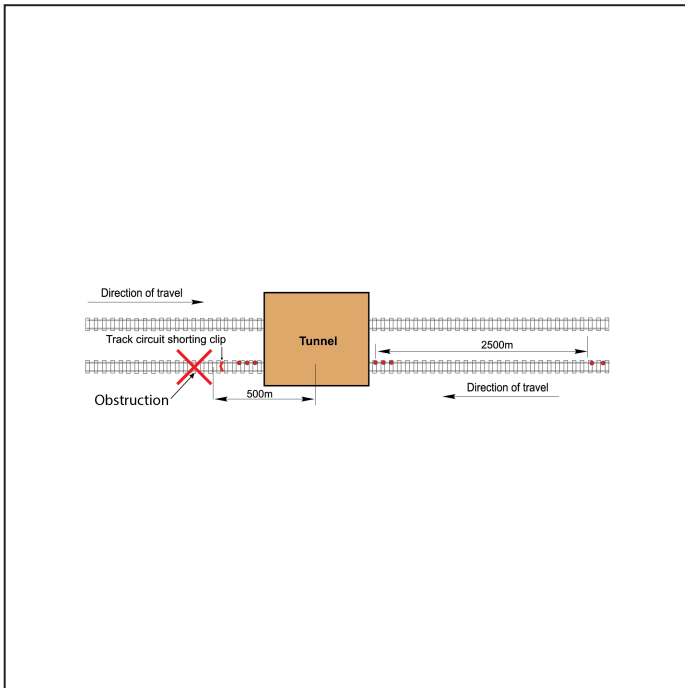 Direction of travel
Track circuit shorting clip
Tunnel
2500m
Direction of travel
Obstruction
500m